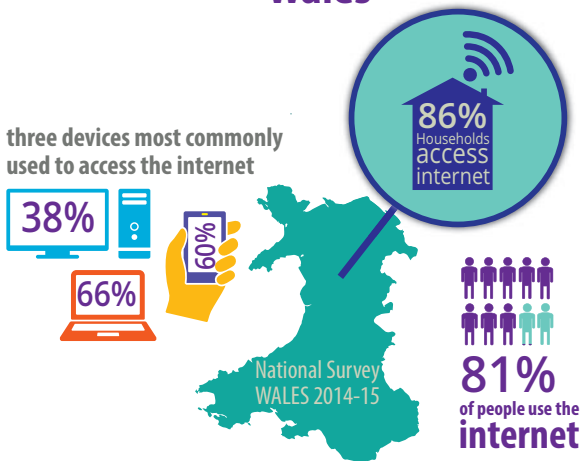 Wales
86%
Households
access
internet
three devices most commonly
used to access the internet
38%
60%
66%
National Survey
WALES 2014-15
81%
of people use the
internet